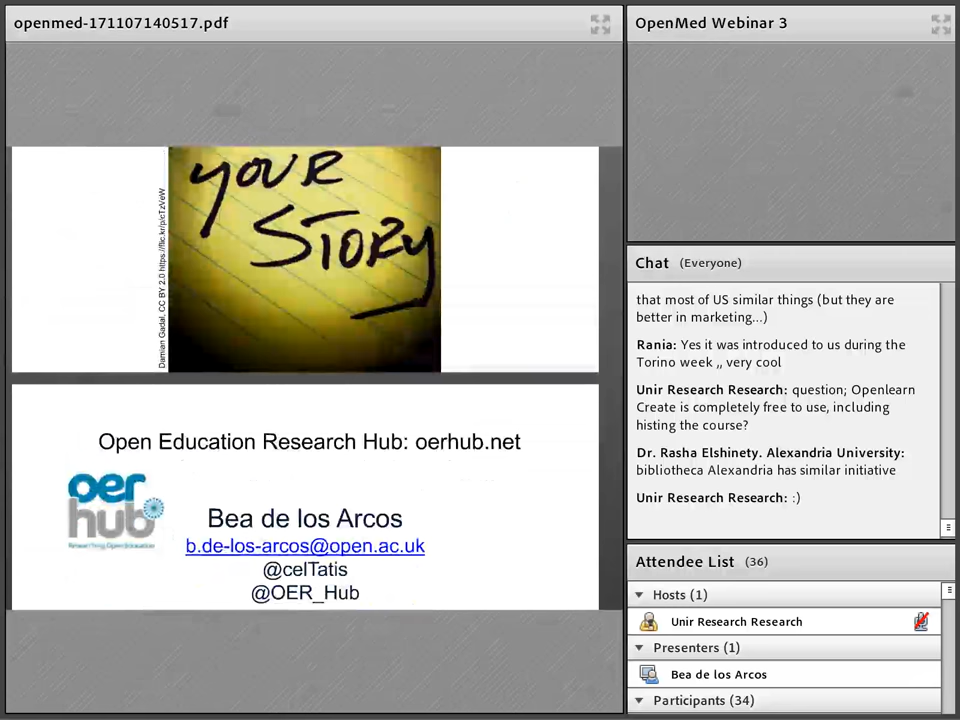 openmed-171107140517.pdf
YOUR
STORY
Damian Gadal, CC BY 2.0 https://flic.kr/p/cTzVeW
Open Education Research Hub: oerhub.net
oer
hub
Researching Open Education
Bea de los Arcos
b.de-los-arcos@open.ac.uk
@celTatis
@OER_Hub
OpenMed Webinar 3
Chat (Everyone)
that most of US similar things (but they are
better in marketing...)
Rania: Yes it was introduced to us during the
Torino week ,, very cool
Unir Research Research: question; Openlearn
Create is completely free to use, including
histing the course?
Dr. Rasha Elshinety. Alexandria University:
bibliotheca Alexandria has similar initiative
Unir Research Research: :)
Attendee List (36)
Hosts (1)
Unir Research Research
Presenters (1)
Bea de los Arcos
Participants (34)